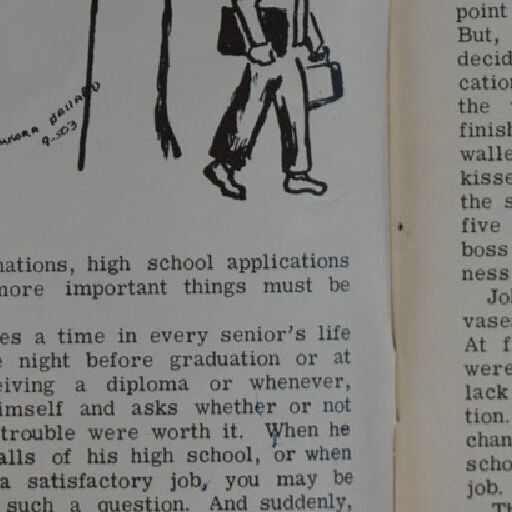 BALLARD
9-303
nations, high school applications
more important things must be
es a time in every senior's life
night before graduation or at
eiving a diploma or whenever,
imself and asks whether or not
trouble were worth it. When he
alls of his high school, or when
a satisfactory job, you may be
such a question. And suddenly,
point
But,
decid
cation
the
finish
walle
kisse
the s
five
boss
ness
Jo
vase
At f
were
lack
tion.
chan
scho
job.
Th